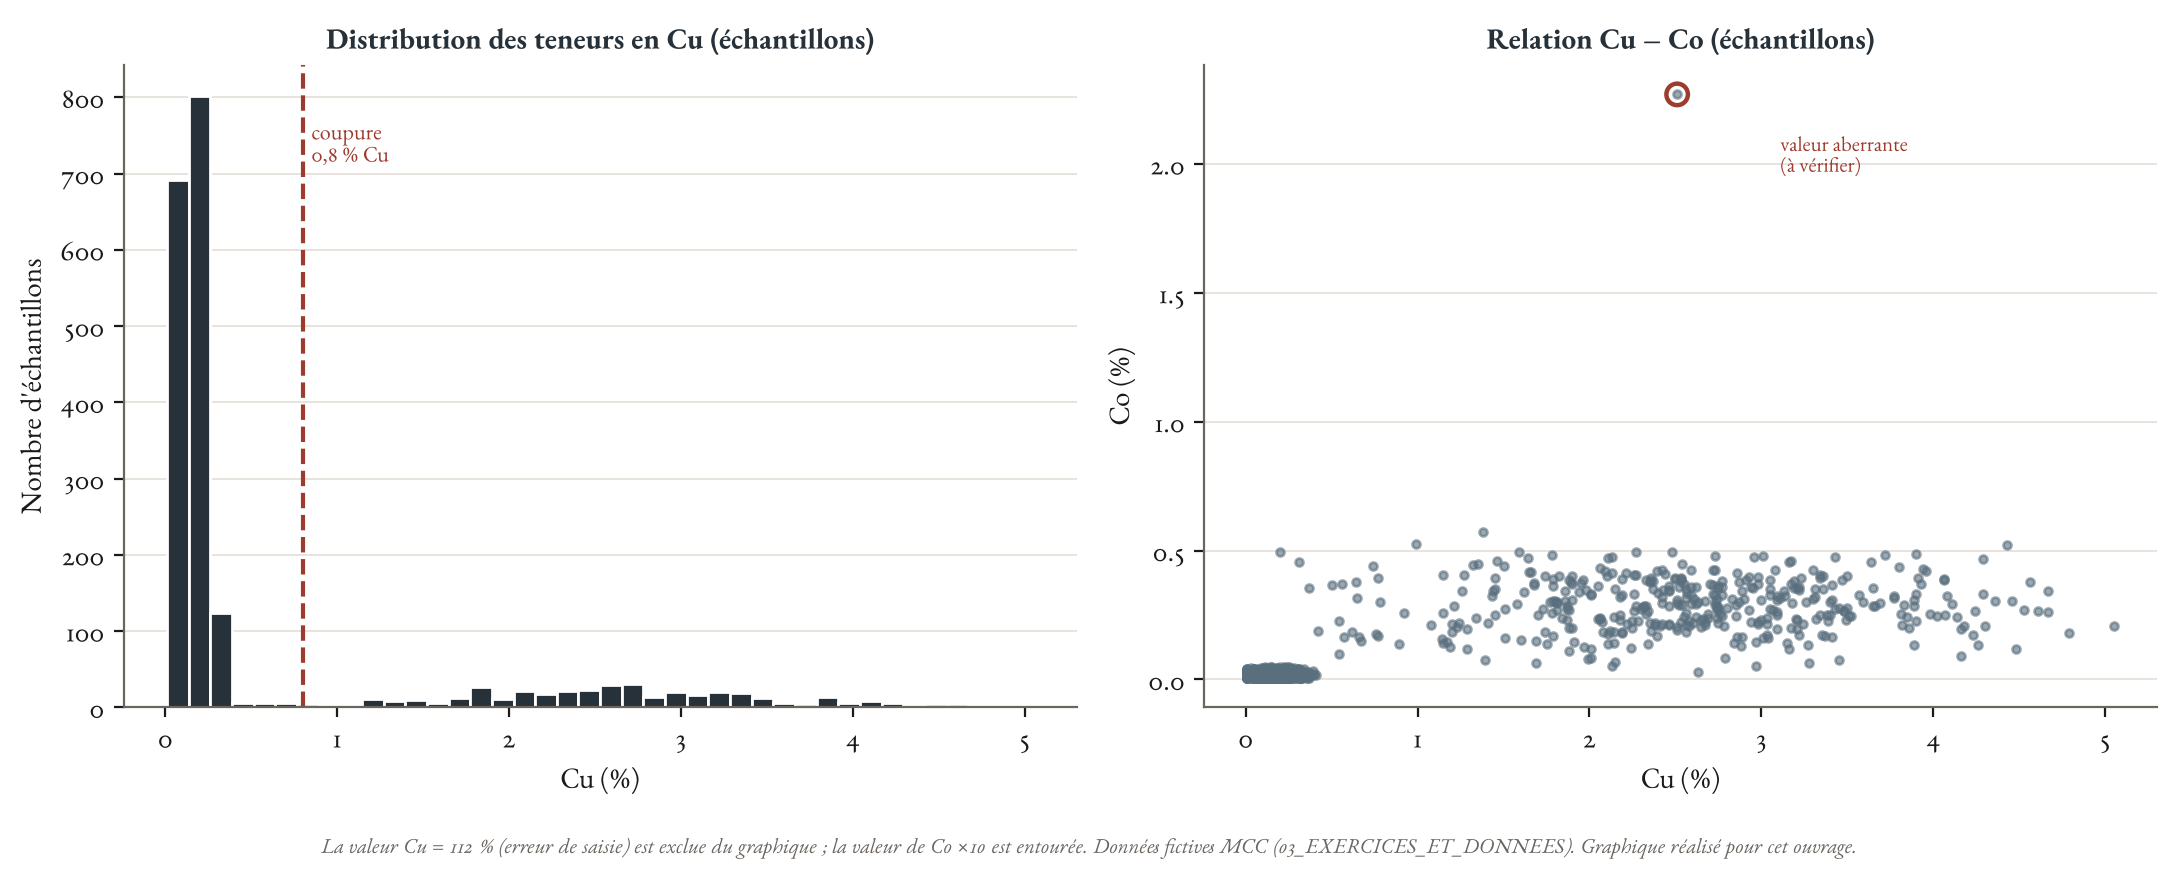 Distribution des teneurs en Cu (échantillons)
800
700
600
500
400
300
200
100
0
Nombre d'échantillons
coupure
0,8 % Cu
0 1 2 3 4 5
Cu (%)
Relation Cu – Co (échantillons)
2.0
1.5
1.0
0.5
0.0
Co (%)
valeur aberrante
(à vérifier)
0 1 2 3 4 5
Cu (%)
La valeur Cu = 112 % (erreur de saisie) est exclue du graphique ; la valeur de Co ×10 est entourée. Données fictives MCC (03_EXERCICES_ET_DONNEES). Graphique réalisé pour cet ouvrage.